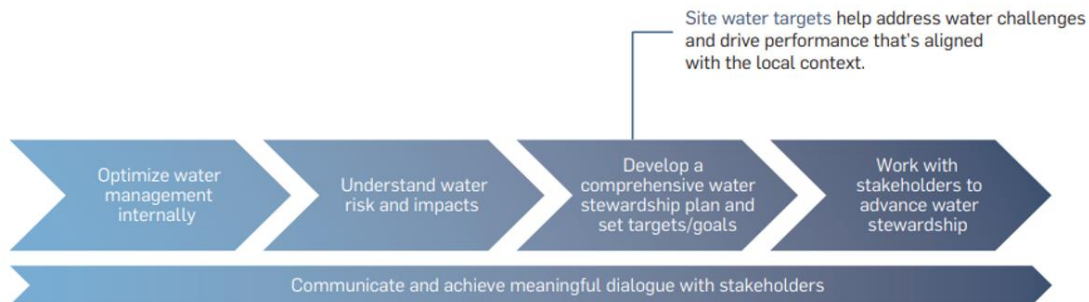 Site water targets help address water challenges
and drive performance that's aligned
with the local context.
Optimize water
management
internally
Understand water
risk and impacts
Develop a
comprehensive water
stewardship plan and
set targets/goals
Work with
stakeholders to
advance water
stewardship
Communicate and achieve meaningful dialogue with stakeholders